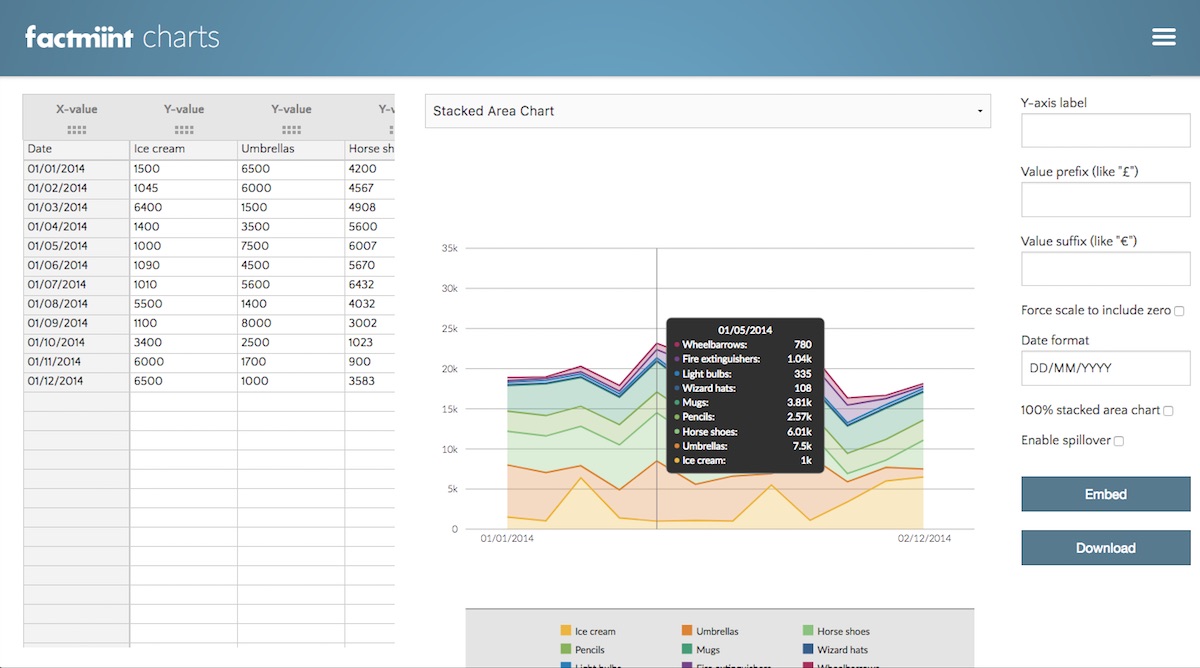 factmiint charts
X-value Y-value Y-value Y-v
Date Ice cream Umbrellas Horse sh
01/01/2014 1500 6500 4200
01/02/2014 1045 6000 4567
01/03/2014 6400 1500 4908
01/04/2014 1400 3500 5600
01/05/2014 1000 7500 6007
01/06/2014 1090 4500 5670
01/07/2014 1010 5600 6432
01/08/2014 5500 1400 4032
01/09/2014 1100 8000 3002
01/10/2014 3400 2500 1023
01/11/2014 6000 1700 900
01/12/2014 6500 1000 3583
Stacked Area Chart
35k
30k
25k
20k
15k
10k
5k
0
01/01/2014 02/12/2014
01/05/2014
Wheelbarrows: 780
Fire extinguishers: 1.04k
Light bulbs: 335
Wizard hats: 108
Mugs: 3.81k
Pencils: 2.57k
Horse shoes: 6.01k
Umbrellas: 7.5k
Ice cream: 1k
Ice cream Umbrellas Horse shoes
Pencils Mugs Wizard hats
Light bulbs Fire extinguishers Wheelbarrows
Y-axis label
Value prefix (like "£")
Value suffix (like "€")
Force scale to include zero
Date format
DD/MM/YYYY
100% stacked area chart
Enable spillover
Embed
Download